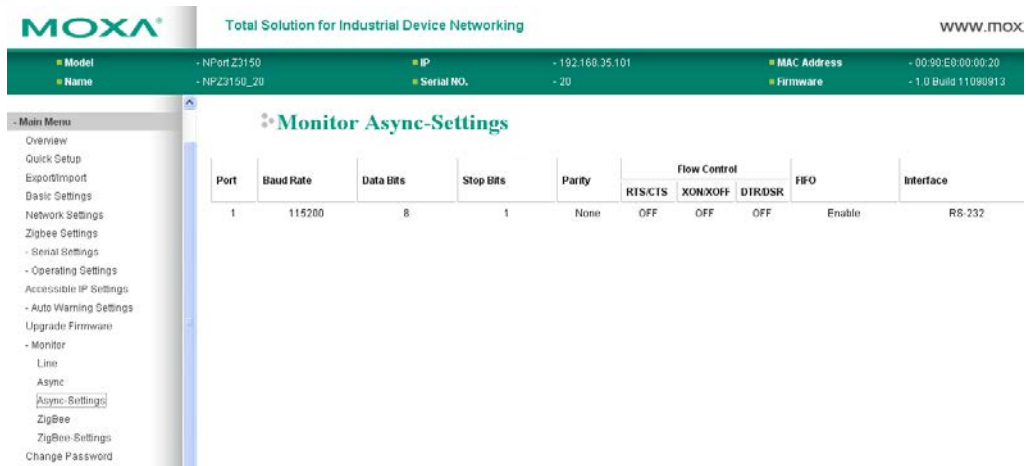 MOXA®
Total Solution for Industrial Device Networking
www.mox
Model - NPort Z3150 IP - 192.168.35.101 MAC Address - 00:90:E8:00:00:20
Name - NPZ3150_20 Serial NO. - 20 Firmware - 1.0 Build 11090913
- Main Menu
Overview
Quick Setup
Export/Import
Basic Settings
Network Settings
Zigbee Settings
- Serial Settings
- Operating Settings
Accessible IP Settings
- Auto Warning Settings
Upgrade Firmware
- Monitor
Line
Async
Async-Settings
ZigBee
ZigBee-Settings
Change Password
Monitor Async-Settings
Port Baud Rate Data Bits Stop Bits Parity Flow Control FIFO Interface
RTS/CTS XON/XOFF DTR/DSR
1 115200 8 1 None OFF OFF OFF Enable RS-232